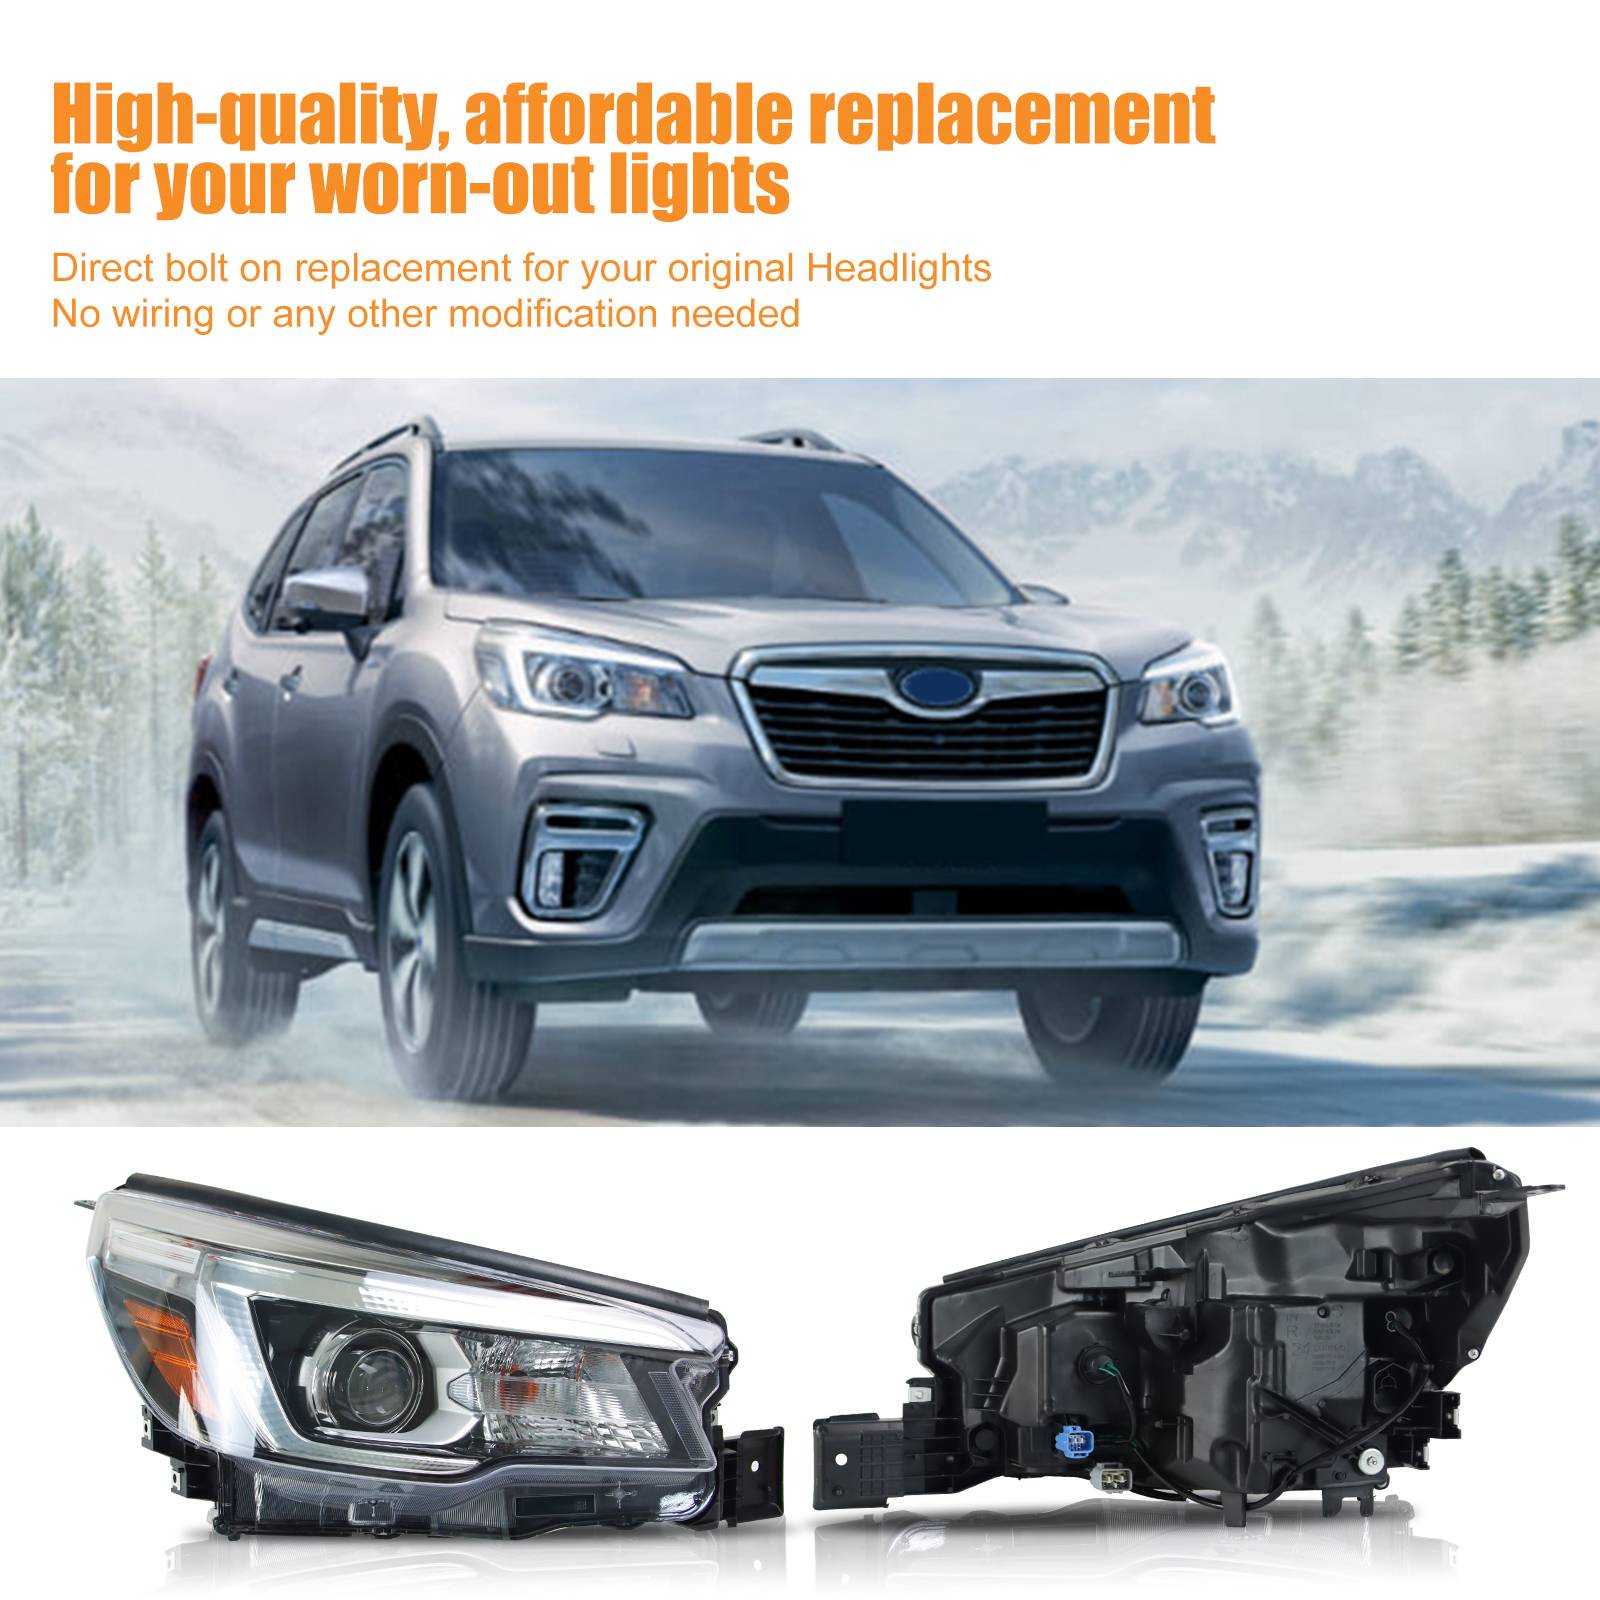 High-quality, affordable replacement
for your worn-out lights
Direct bolt on replacement for your original Headlights
No wiring or any other modification needed
R